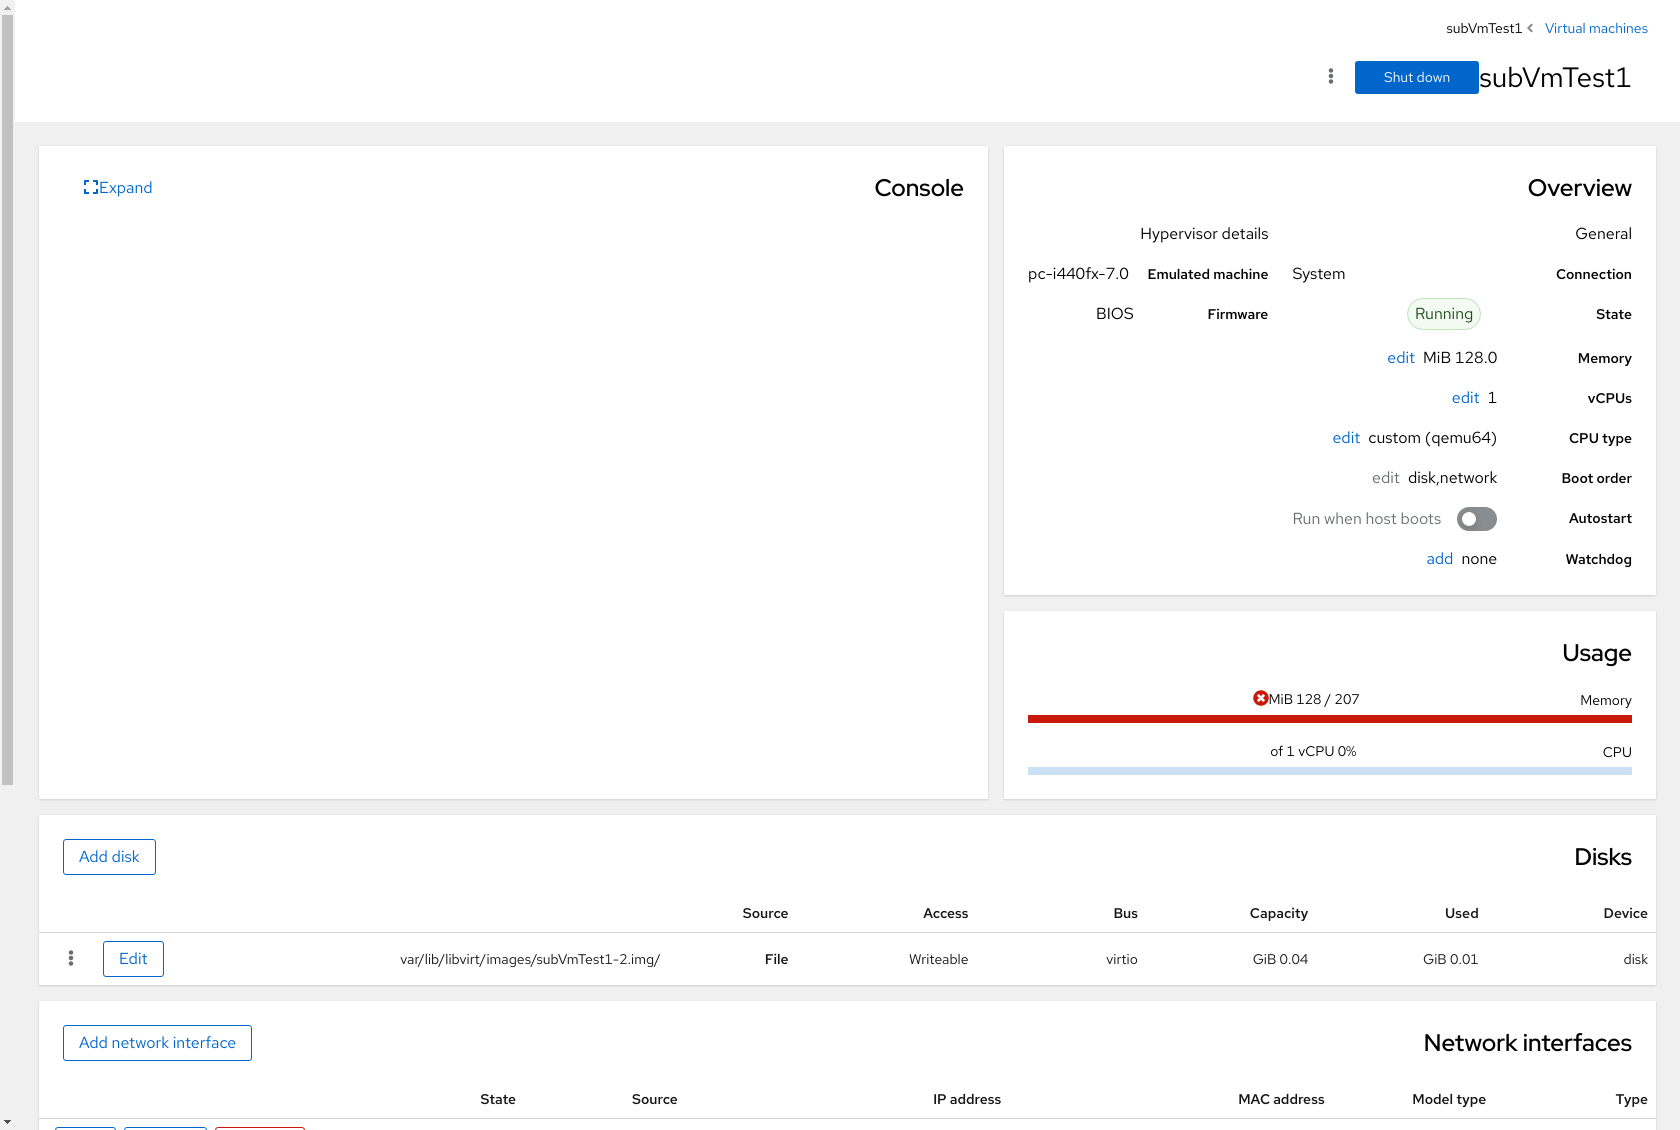 Virtual machines
subVmTest1
subVmTest1
Shut down
Console
Expand
Overview
General
Hypervisor details
Connection
System
Emulated machine
pc-i440fx-7.0
State
Running
Firmware
BIOS
Memory
MiB 128.0 edit
vCPUs
1 edit
CPU type
custom (qemu64) edit
Boot order
disk,network edit
Autostart
Run when host boots
Watchdog
none add
Usage
Memory
MiB 128 / 207
CPU
of 1 vCPU 0%
Disks
Add disk
Device Used Capacity Bus Access Source
disk GiB 0.01 GiB 0.04 virtio Writeable File var/lib/libvirt/images/subVmTest1-2.img/ Edit
Network interfaces
Add network interface
Type Model type MAC address IP address Source State